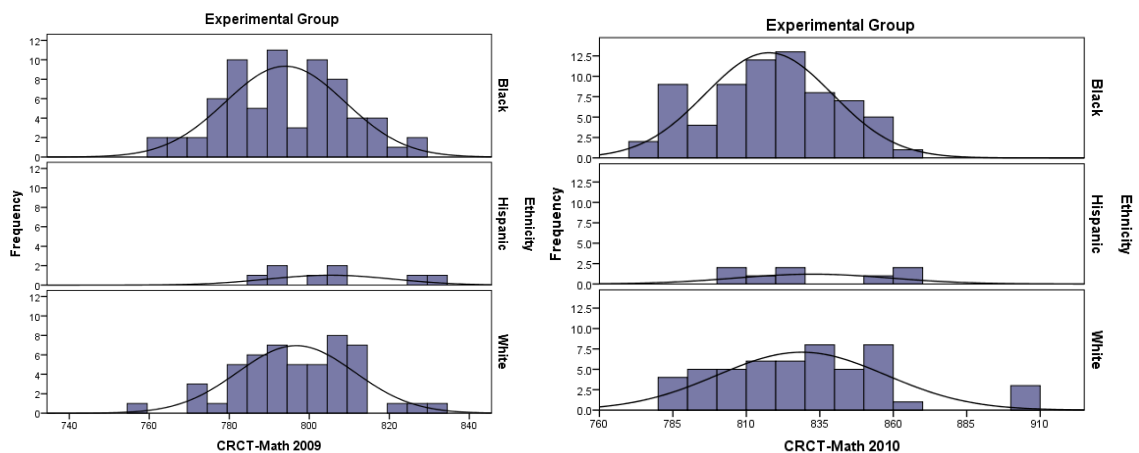 Experimental Group
12
10
8
6
4
2
0
Black
12
10
8
6
4
2
0
Hispanic
12
10
8
6
4
2
0
White
Frequency
Ethnicity
740 760 780 800 820 840
CRCT-Math 2009
Experimental Group
12.5
10.0
7.5
5.0
2.5
0.0
Black
12.5
10.0
7.5
5.0
2.5
0.0
Hispanic
12.5
10.0
7.5
5.0
2.5
0.0
White
Frequency
Ethnicity
760 785 810 835 860 885 910
CRCT-Math 2010